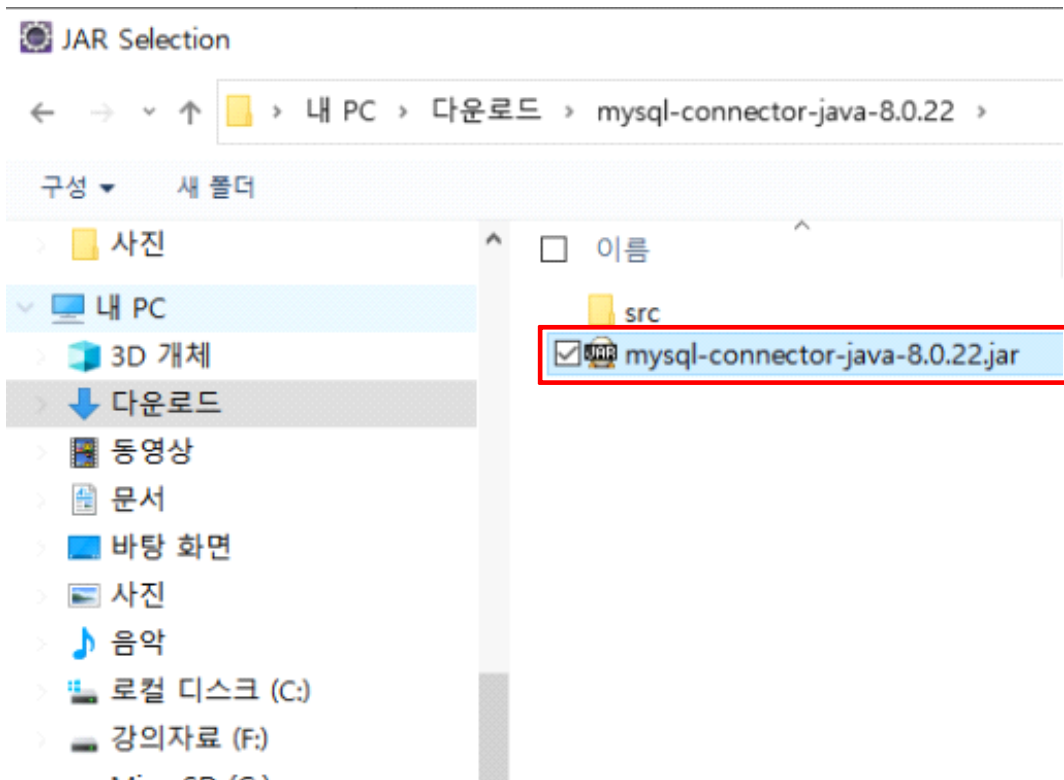 JAR Selection
내 PC › 다운로드 › mysql-connector-java-8.0.22 ›
구성 새 폴더
사진
내 PC
3D 개체
다운로드
동영상
문서
바탕 화면
사진
음악
로컬 디스크 (C:)
강의자료 (F:)
이름
src
JAR mysql-connector-java-8.0.22.jar